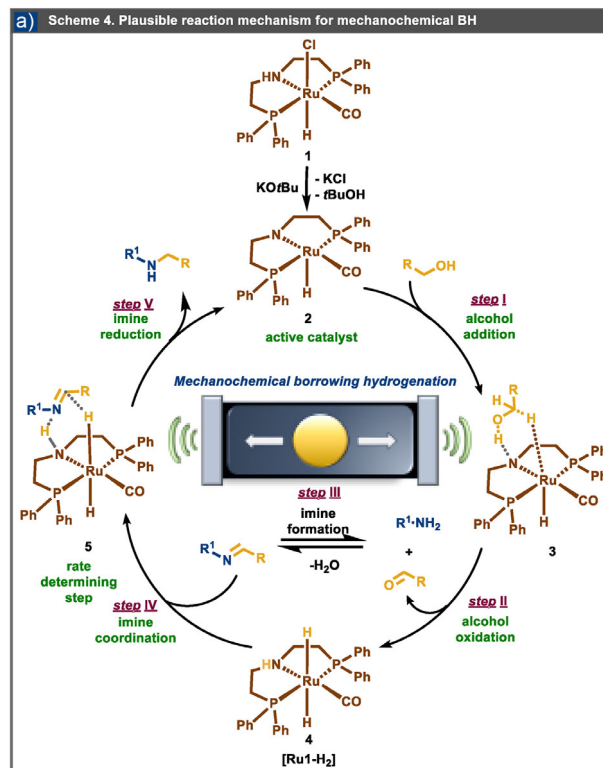 a) Scheme 4. Plausible reaction mechanism for mechanochemical BH
Cl
HN
P
Ph
Ph
Ru
P
CO
Ph
H
Ph
1
KOtBu
- KCl
- tBuOH
N
P
Ph
Ph
Ru
P
CO
Ph
H
Ph
2
active catalyst
R OH
step I
alcohol
addition
R1 N R
H
step V
imine
reduction
Mechanochemical borrowing hydrogenation
R
R1 N
H
H
N
P
Ph
Ph
Ru
P
CO
Ph
Ph
H
5
rate
determining
step
R
H
O
H
H
N
P
Ph
Ph
Ru
P
CO
Ph
Ph
H
3
step III
imine
formation
-H2O
R1 N R
R1-NH2
+
O R
step II
alcohol
oxidation
step IV
imine
coordination
H
HN
P
Ph
Ph
Ru
P
CO
Ph
Ph
H
4
[Ru1-H2]